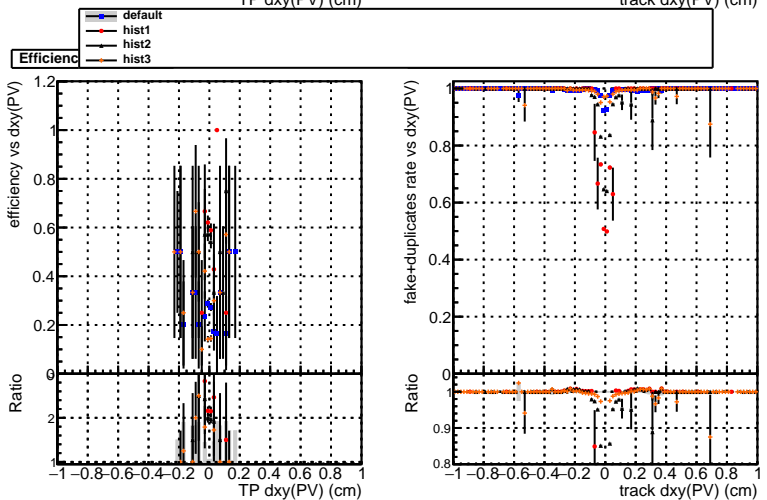 TP dxy(PV) (cm)
track dxy(PV) (cm)
default
hist1
hist2
hist3
Efficienc
efficiency vs dxy(PV)
1.2
1
0.8
0.6
0.4
0.2
0
Ratio
2
1
−1 −0.8 −0.6 −0.4 −0.2 0 0.2 0.4 0.6 0.8 1
TP dxy(PV) (cm)
fake+duplicates rate vs dxy(PV)
1
0.8
0.6
0.4
0.2
0
Ratio
1
0.9
0.8
−1 −0.8 −0.6 −0.4 −0.2 0 0.2 0.4 0.6 0.8 1
track dxy(PV) (cm)